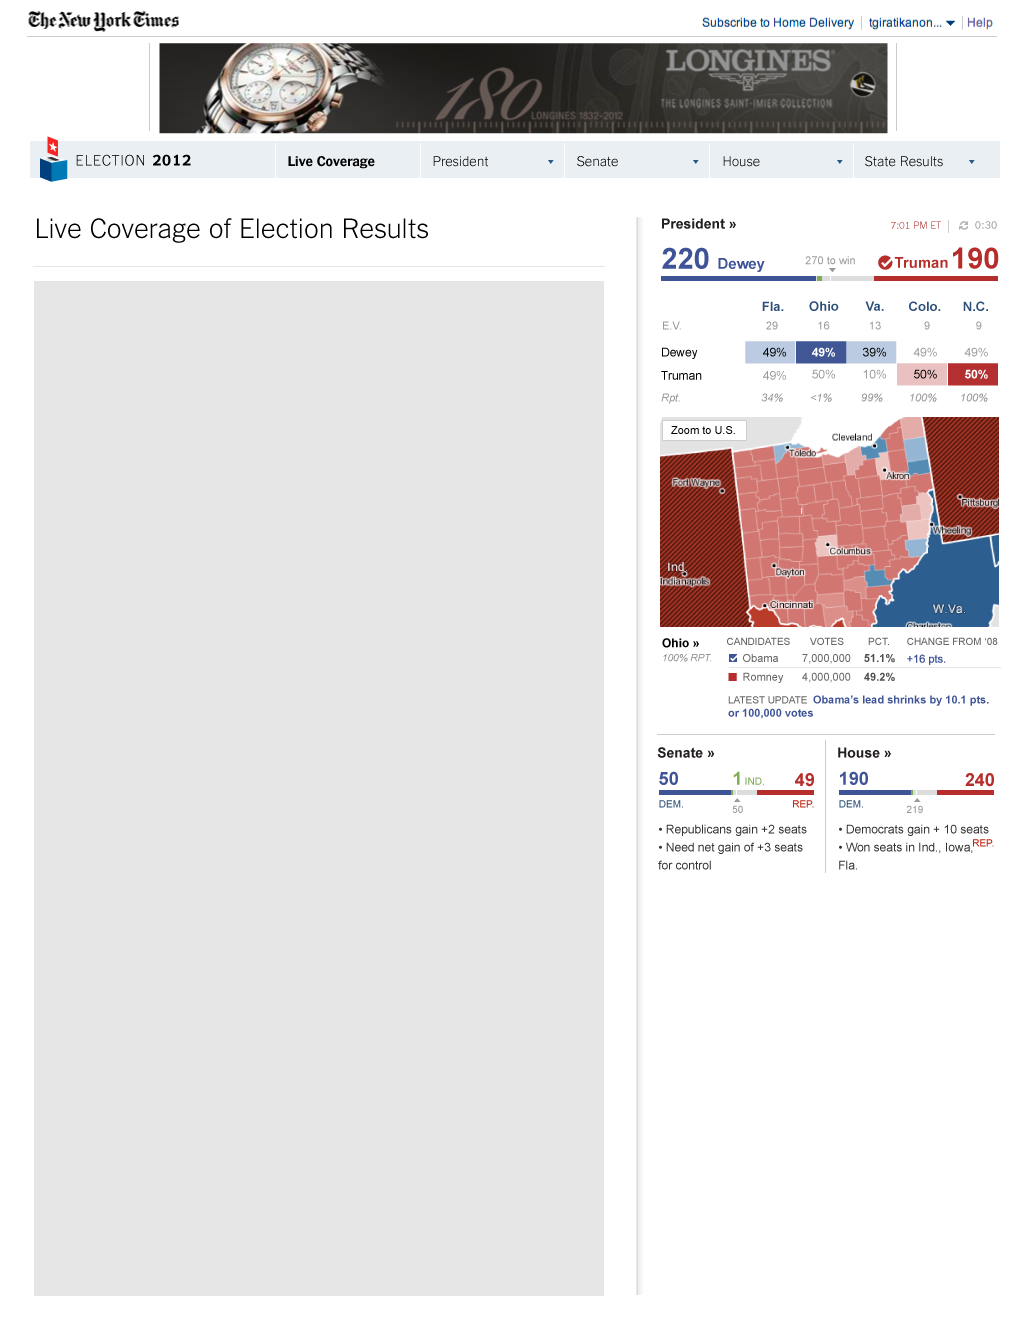 The New York Times
Subscribe to Home Delivery tgiratikanon... Help
LONGINES
180
LONGINES 1832-2012
THE LONGINES SAINT-IMIER COLLECTION
ELECTION 2012 Live Coverage President Senate House State Results
Live Coverage of Election Results
President » 7:01 PM ET 0:30
220 Dewey 270 to win Truman 190
Fla. Ohio Va. Colo. N.C.
E.V. 29 16 13 9 9
Dewey 49% 49% 39% 49% 49%
Truman 49% 50% 10% 50% 50%
Rpt. 34% <1% 99% 100% 100%
Zoom to U.S.
Cleveland
Toledo
Akron
Fort Wayne
Pittsburg
Wheeling
Columbus
Ind.
Dayton
Indianapolis
Cincinnati
W.Va.
Charleston
Ohio » CANDIDATES VOTES PCT. CHANGE FROM '08
100% RPT. Obama 7,000,000 51.1% +16 pts.
Romney 4,000,000 49.2%
LATEST UPDATE Obama's lead shrinks by 10.1 pts.
or 100,000 votes
Senate »
50 1 IND. 49
DEM. 50 REP.
• Republicans gain +2 seats
• Need net gain of +3 seats
for control
House »
190 240
DEM. 219
• Democrats gain + 10 seats
• Won seats in Ind., Iowa, REP.
Fla.